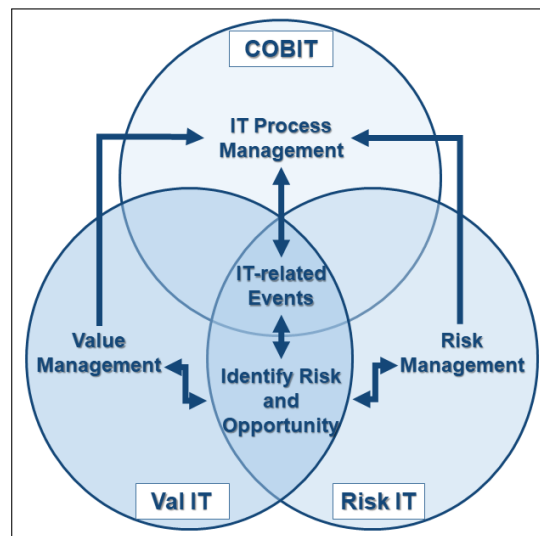 COBIT
IT Process
Management
IT-related
Events
Value
Management
Identify Risk
and
Opportunity
Risk
Management
Val IT
Risk IT